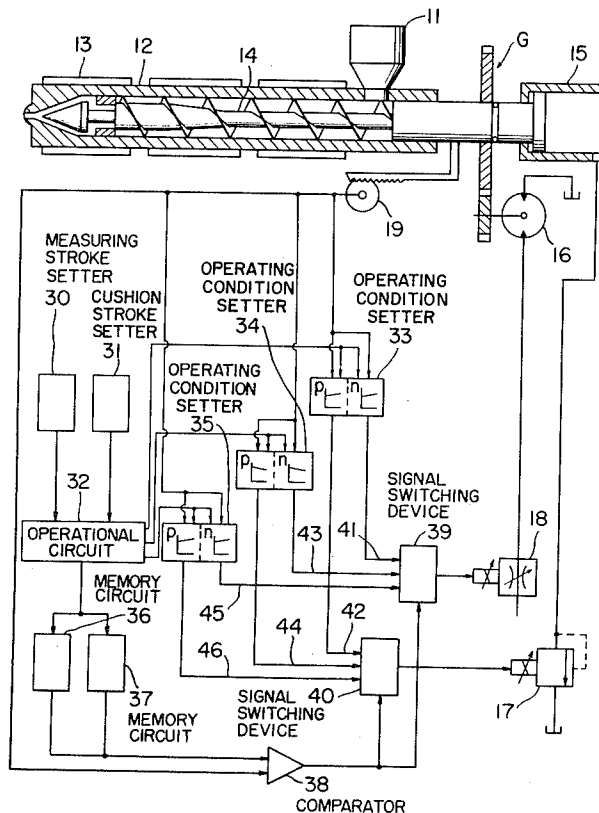 11
G
13
12
14
15
19
16
MEASURING
STROKE
SETTER
30
CUSHION
STROKE
SETTER
31
OPERATING
CONDITION
SETTER
34
OPERATING
CONDITION
SETTER
33
OPERATING
CONDITION
SETTER
35
p n
p n
p n
32
OPERATIONAL
CIRCUIT
SIGNAL
SWITCHING
DEVICE
39
18
41
43
45
42
44
46
40
17
MEMORY
CIRCUIT
36
37
MEMORY
CIRCUIT
SIGNAL
SWITCHING
DEVICE
38
COMPARATOR